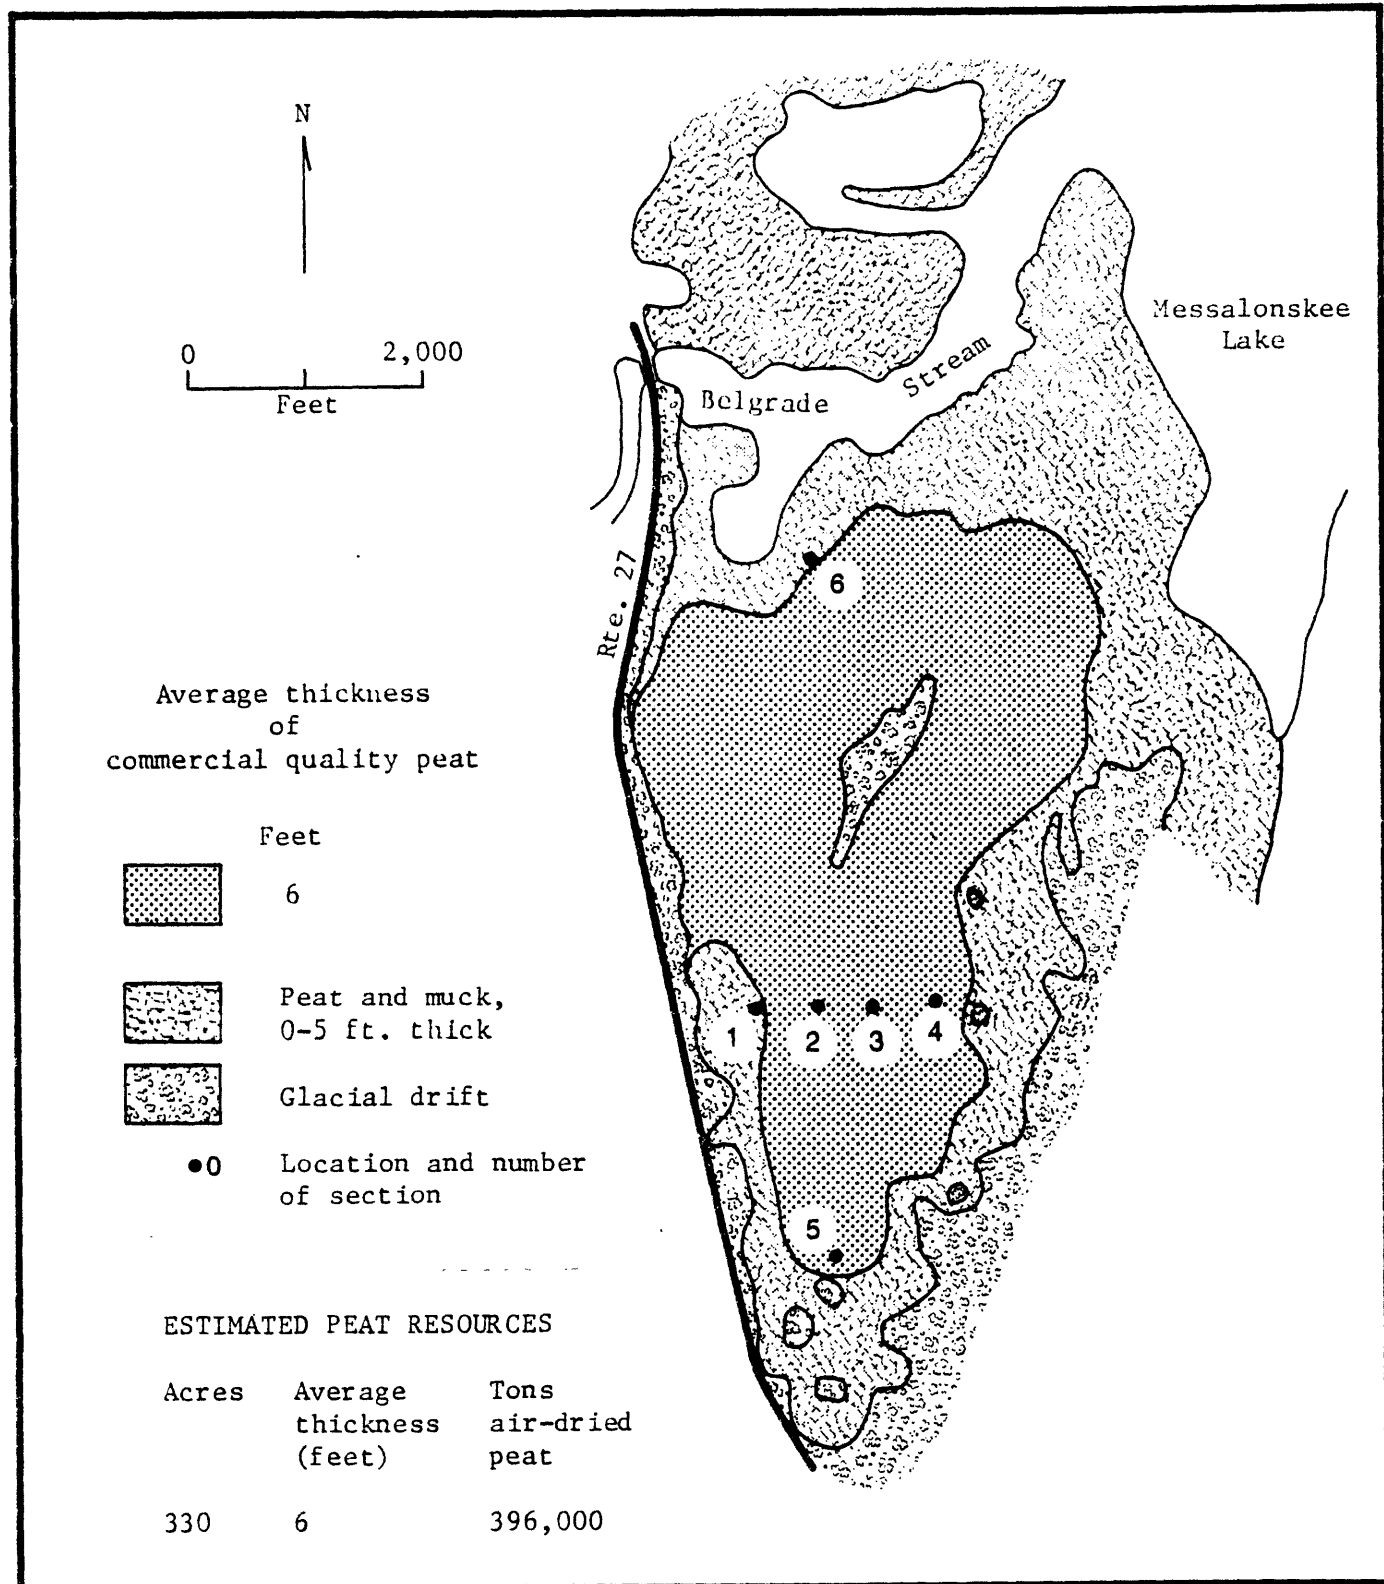 N
0 2,000
Feet
Messalonskee
Lake
Belgrade Stream
Rte. 27
6
Average thickness
of
commercial quality peat
Feet
6
Peat and muck,
0-5 ft. thick
Glacial drift
0 Location and number
of section
1 2 3 4
5
ESTIMATED PEAT RESOURCES
Acres Average Tons
thickness air-dried
(feet) peat
330 6 396,000